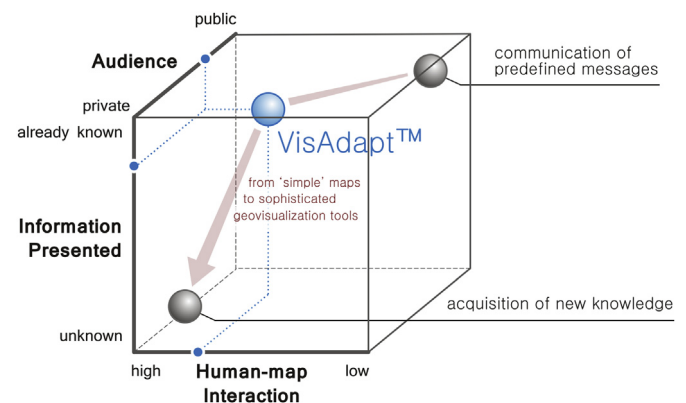 public
Audience
communication of
predefined messages
private
already known
VisAdapt™
from 'simple' maps
to sophisticated
geovisualization tools
Information
Presented
acquisition of new knowledge
unknown
high
Human-map
Interaction
low